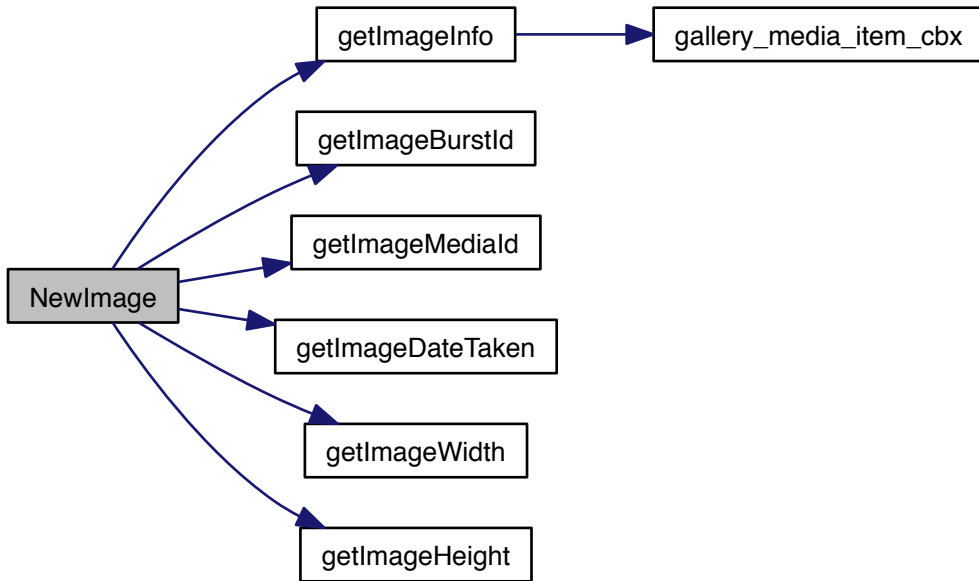 getImageInfo
gallery_media_item_cbx
getImageBurstId
getImageMediaId
NewImage
getImageDateTaken
getImageWidth
getImageHeight